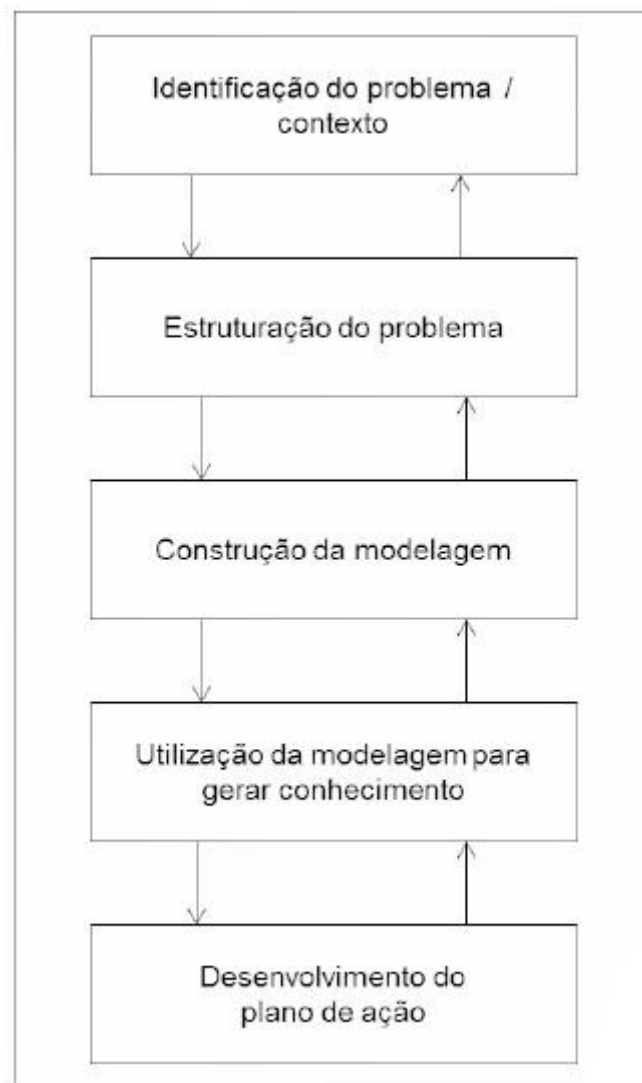 Identificação do problema /
contexto
Estruturação do problema
Construção da modelagem
Utilização da modelagem para
gerar conhecimento
Desenvolvimento do
plano de ação